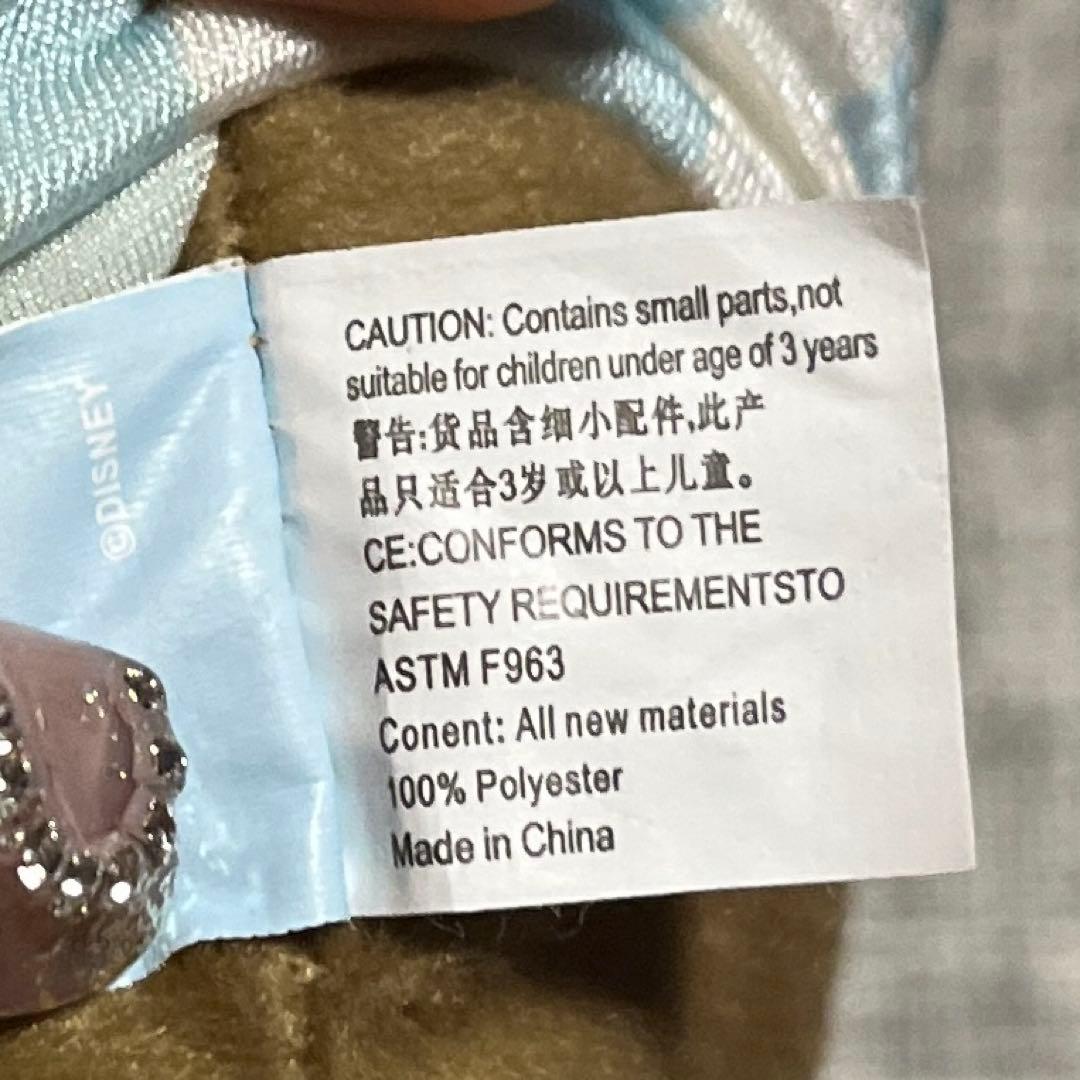 ©DISNEY
CAUTION: Contains small parts,not
suitable for children under age of 3 years
警告:货品含细小配件,此产
品只适合3岁或以上儿童。
CE:CONFORMS TO THE
SAFETY REQUIREMENTSTO
ASTM F963
Conent: All new materials
100% Polyester
Made in China